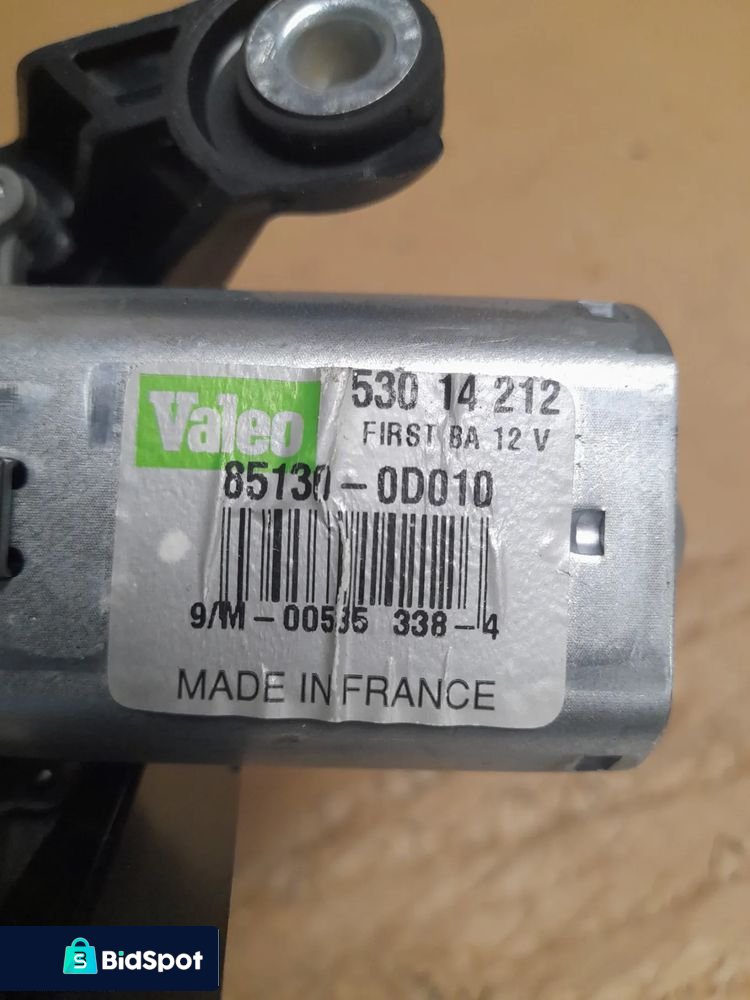 Valeo
530 14 212
FIRST BA 12 V
85130-0D010
9/M-00535 338-4
MADE IN FRANCE
BidSpot